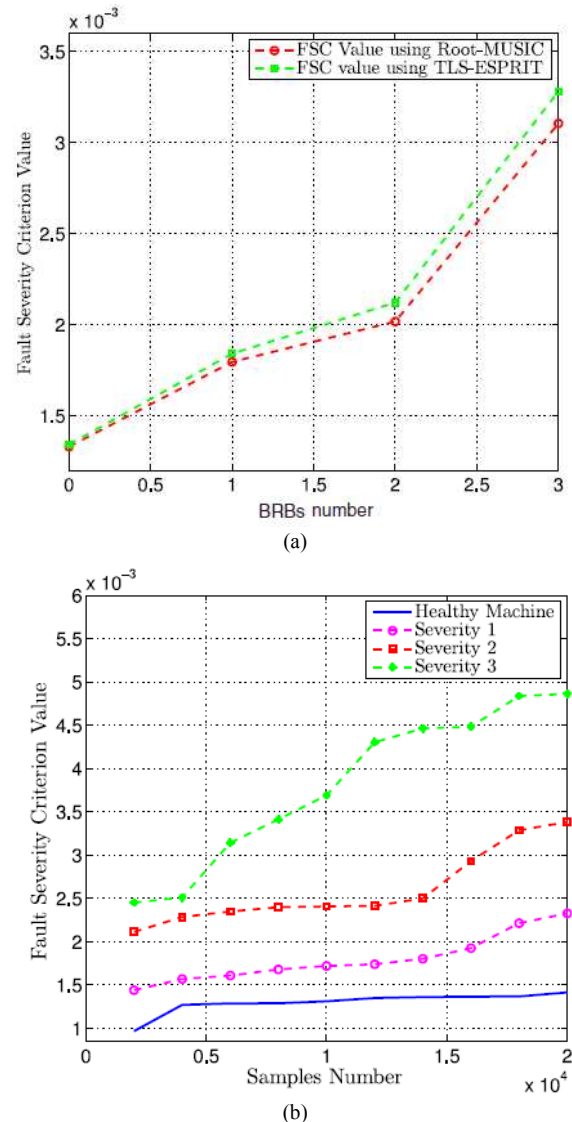 × 10⁻³
3.5
3
2.5
2
1.5
Fault Severity Criterion Value
FSC Value using Root-MUSIC
FSC value using TLS-ESPRIT
0 0.5 1 1.5 2 2.5 3
BRBs number
(a)
× 10⁻³
6
5.5
5
4.5
4
3.5
3
2.5
2
1.5
1
Fault Severity Criterion Value
Healthy Machine
Severity 1
Severity 2
Severity 3
0 0.5 1 1.5 2
Samples Number
× 10⁴
(b)